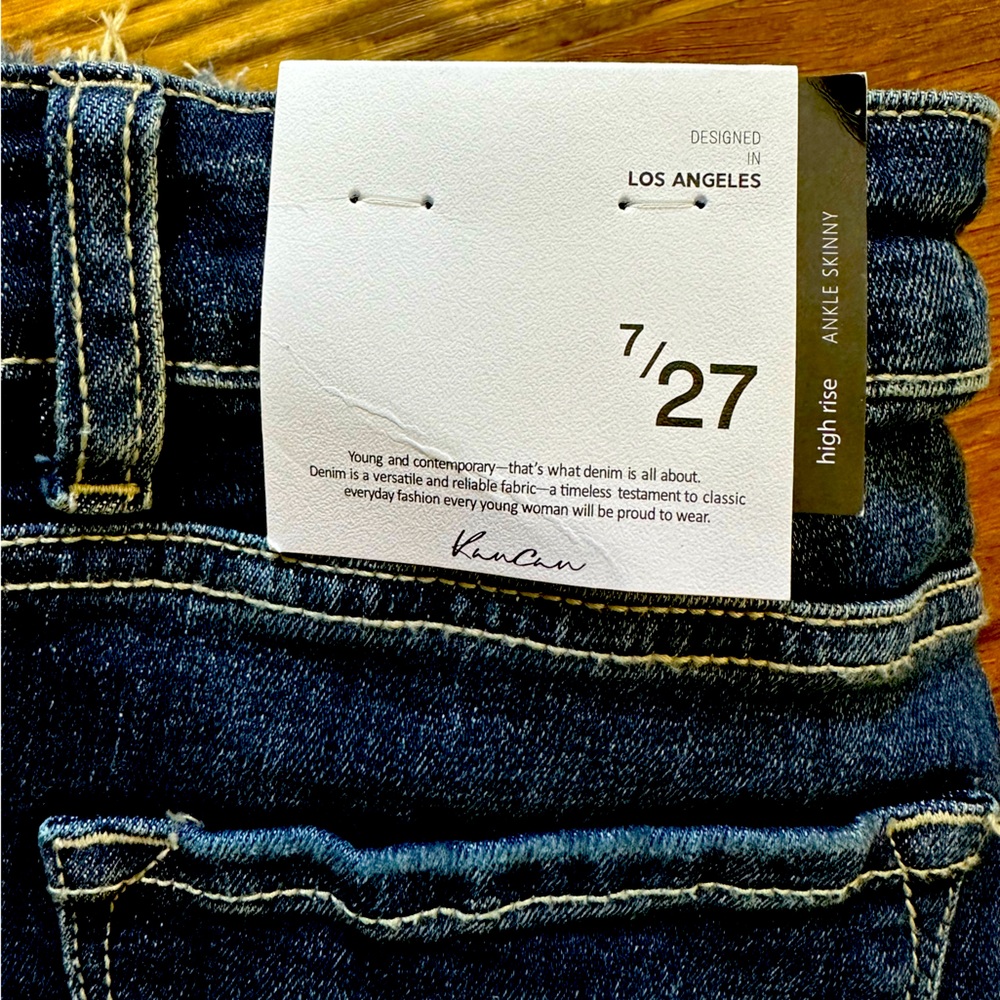 DESIGNED
IN
LOS ANGELES
7/27
Young and contemporary—that's what denim is all about.
Denim is a versatile and reliable fabric—a timeless testament to classic
everyday fashion every young woman will be proud to wear.
KanCan
high rise ANKLE SKINNY